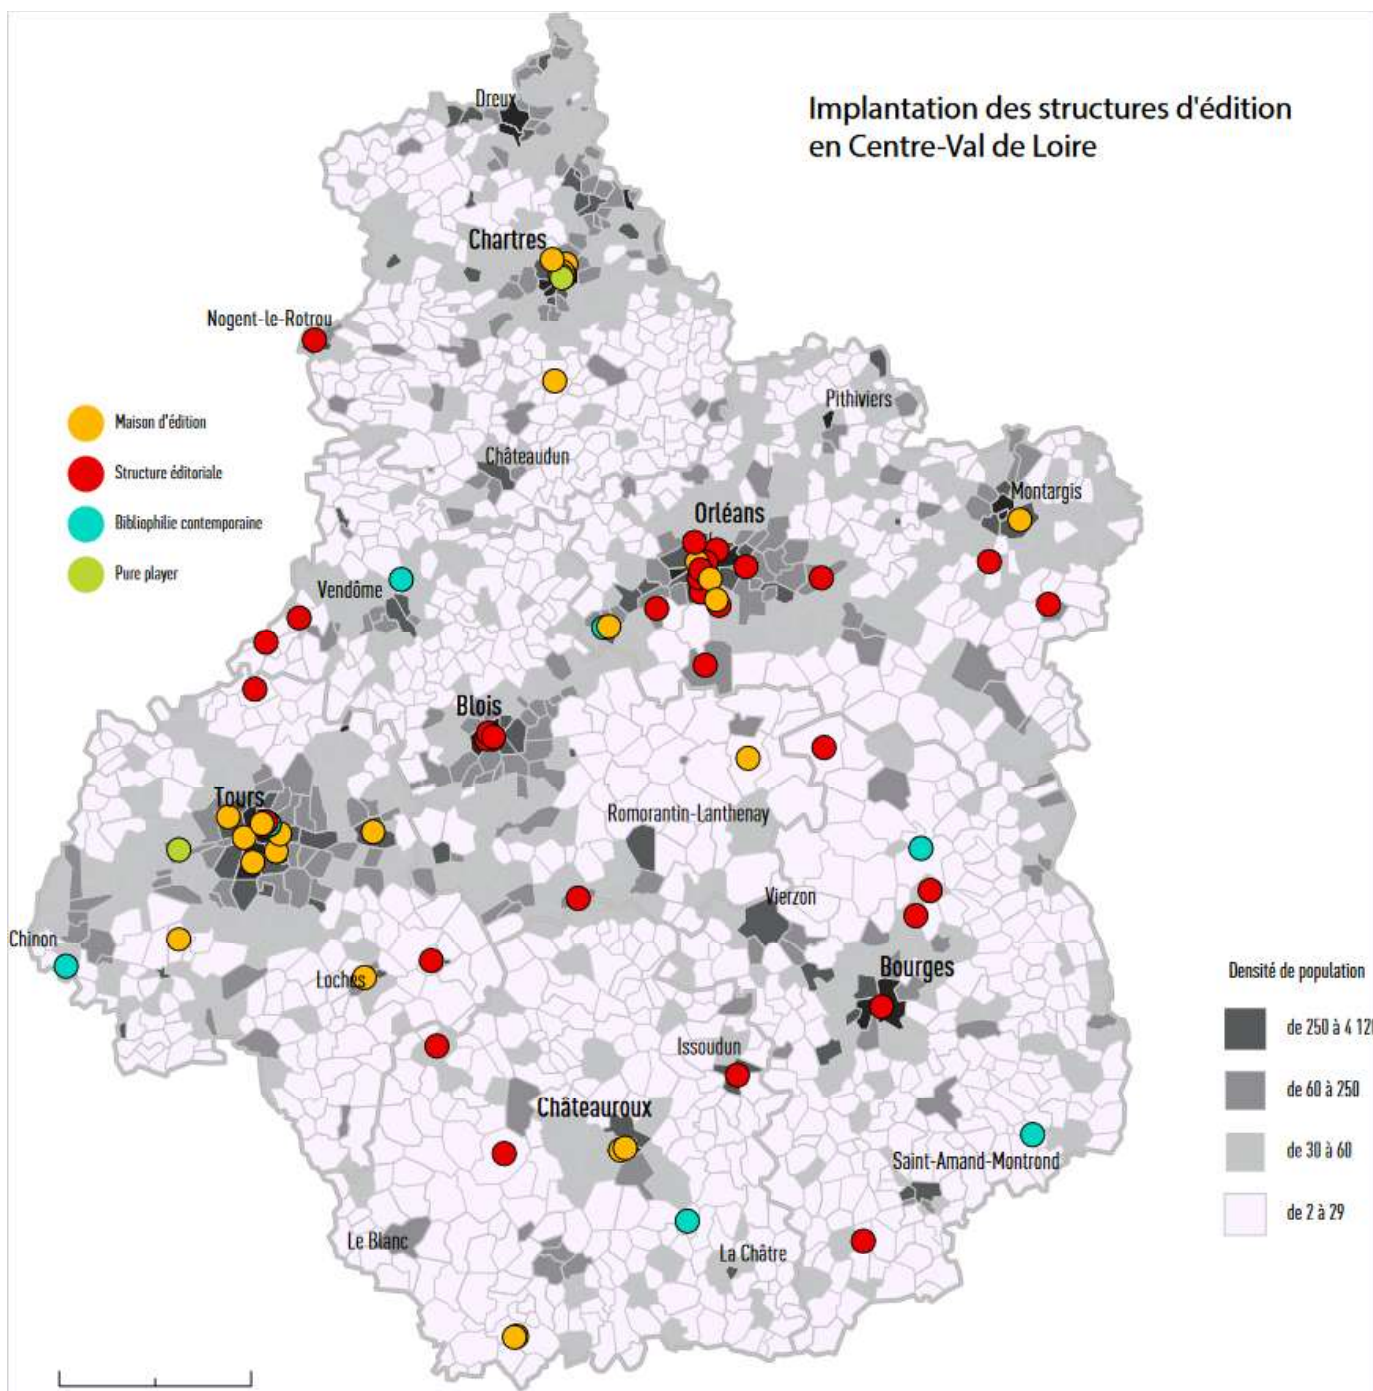 Implantation des structures d'édition
en Centre-Val de Loire
Dreux
Chartres
Nogent-le-Rotrou
Pithiviers
Maison d'édition
Structure éditoriale
Bibliophilie contemporaine
Pure player
Châteaudun
Montargis
Orléans
Vendôme
Blois
Tours
Romorantin-Lanthenay
Vierzon
Chinon
Loches
Bourges
Issoudun
Châteauroux
Saint-Amand-Montrond
Le Blanc
La Châtre
Densité de population
de 250 à 4 12
de 60 à 250
de 30 à 60
de 2 à 29